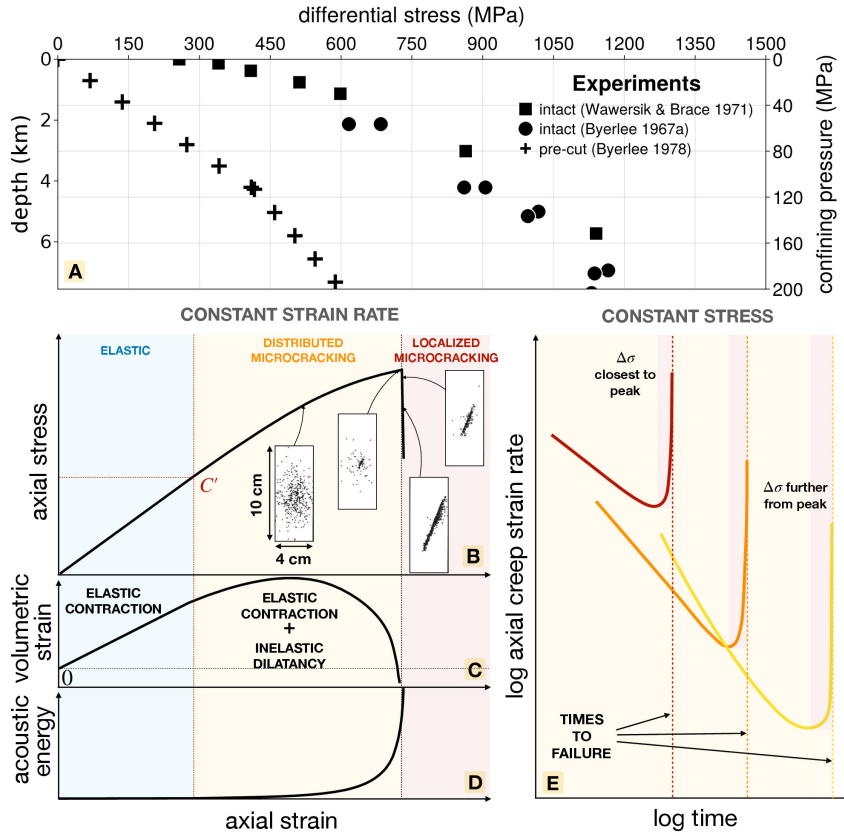 differential stress (MPa)
0 150 300 450 600 750 900 1050 1200 1350 1500
depth (km)
0
2
4
6
confining pressure (MPa)
0
40
80
120
160
200
Experiments
intact (Wawersik & Brace 1971)
intact (Byerlee 1967a)
pre-cut (Byerlee 1978)
A
CONSTANT STRAIN RATE
ELASTIC
DISTRIBUTED
MICROCRACKING
LOCALIZED
MICROCRACKING
axial stress
C′
10 cm
4 cm
B
volumetric
strain
ELASTIC
CONTRACTION
ELASTIC
CONTRACTION
+
INELASTIC
DILATANCY
0
C
acoustic
energy
D
axial strain
CONSTANT STRESS
log axial creep strain rate
Δσ
closest to
peak
Δσ further
from peak
TIMES
TO
FAILURE
E
log time